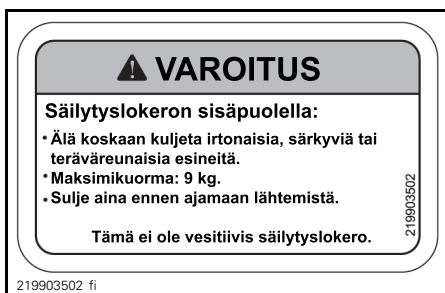 VAROITUS
Säilytyslokeron sisäpuolella:
• Älä koskaan kuljeta irtonaisia, särkyviä tai
teräväreunaisia esineitä.
• Maksimikuorma: 9 kg.
• Sulje aina ennen ajamaan lähtemistä.
Tämä ei ole vesitiivis säilytyslokero.
219903502
219903502 fi